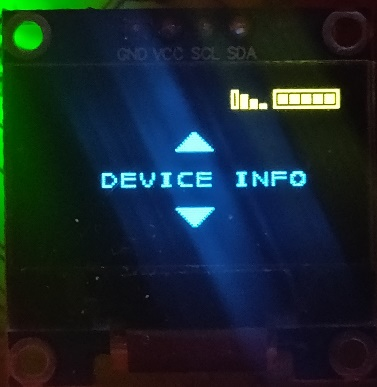 GND VCC SCL SDA
DEVICE INFO